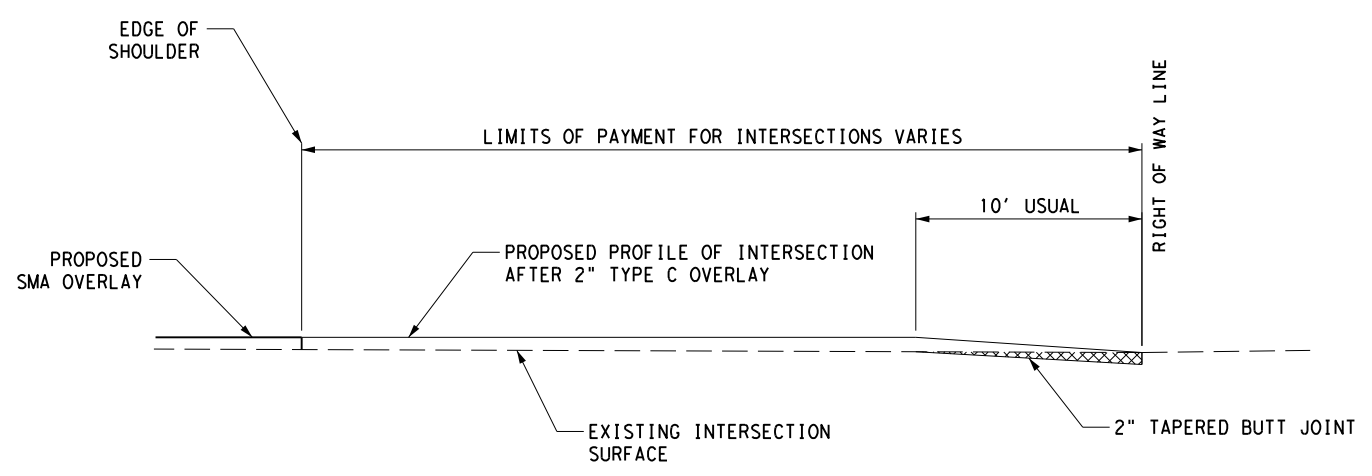 EDGE OF
SHOULDER
RIGHT OF WAY LINE
LIMITS OF PAYMENT FOR INTERSECTIONS VARIES
10' USUAL
PROPOSED
SMA OVERLAY
PROPOSED PROFILE OF INTERSECTION
AFTER 2" TYPE C OVERLAY
EXISTING INTERSECTION
SURFACE
2" TAPERED BUTT JOINT